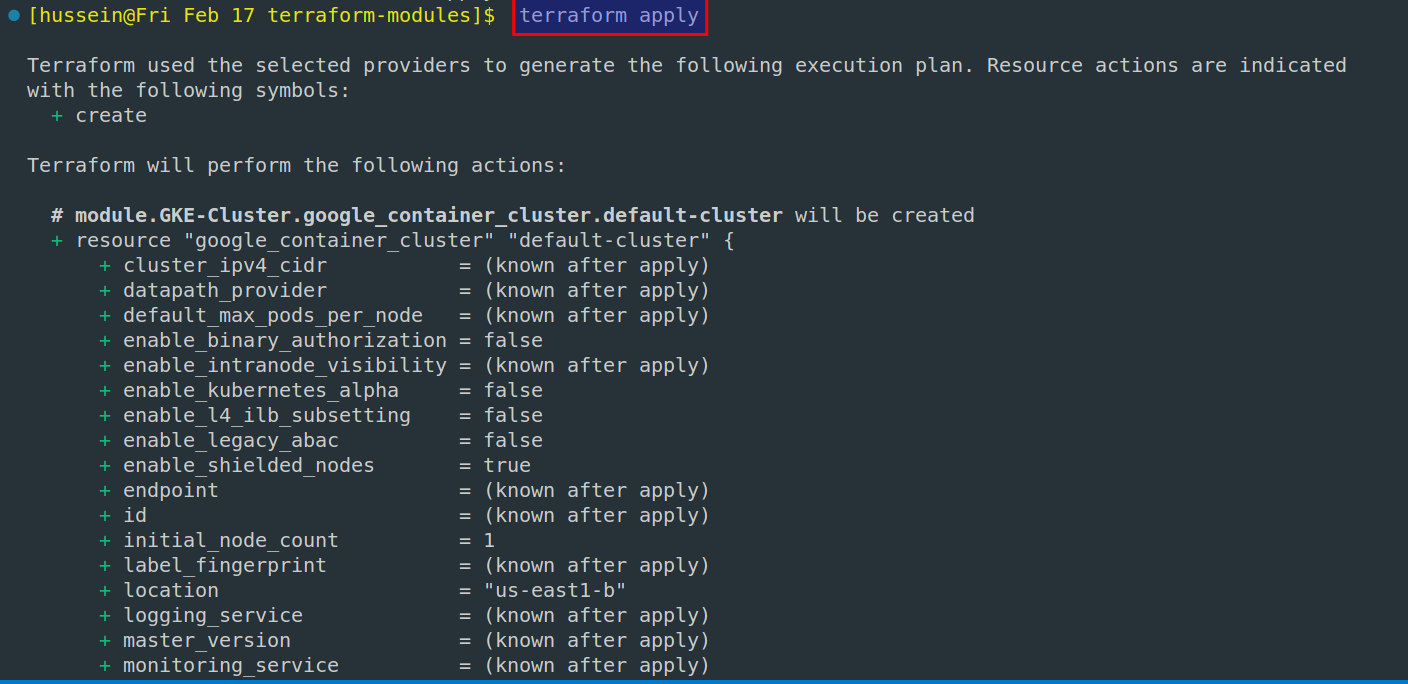 [hussein@Fri Feb 17 terraform-modules]$ terraform apply
Terraform used the selected providers to generate the following execution plan. Resource actions are indicated
with the following symbols:
  + create
Terraform will perform the following actions:
  # module.GKE-Cluster.google_container_cluster.default-cluster will be created
  + resource "google_container_cluster" "default-cluster" {
      + cluster_ipv4_cidr           = (known after apply)
      + datapath_provider           = (known after apply)
      + default_max_pods_per_node   = (known after apply)
      + enable_binary_authorization = false
      + enable_intranode_visibility = (known after apply)
      + enable_kubernetes_alpha     = false
      + enable_l4_ilb_subsetting    = false
      + enable_legacy_abac          = false
      + enable_shielded_nodes       = true
      + endpoint                    = (known after apply)
      + id                          = (known after apply)
      + initial_node_count          = 1
      + label_fingerprint           = (known after apply)
      + location                    = "us-east1-b"
      + logging_service             = (known after apply)
      + master_version              = (known after apply)
      + monitoring_service          = (known after apply)